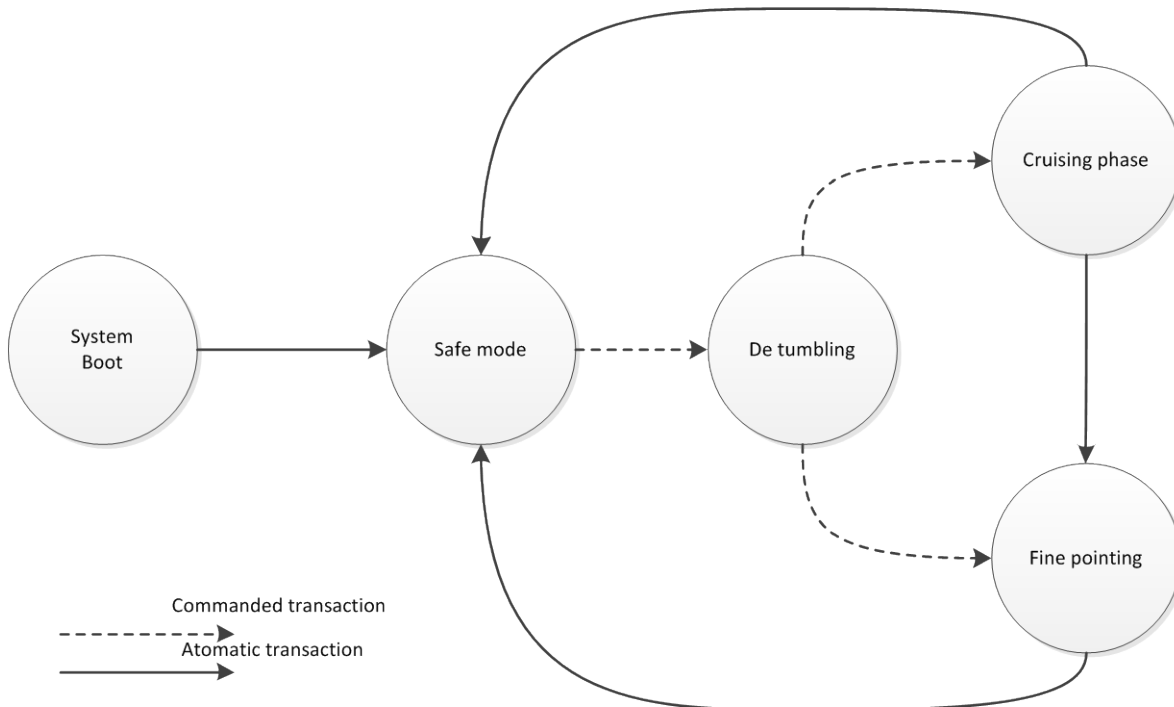 Cruising phase
System
Boot
Safe mode
De tumbling
Fine pointing
Commanded transaction
Atomatic transaction